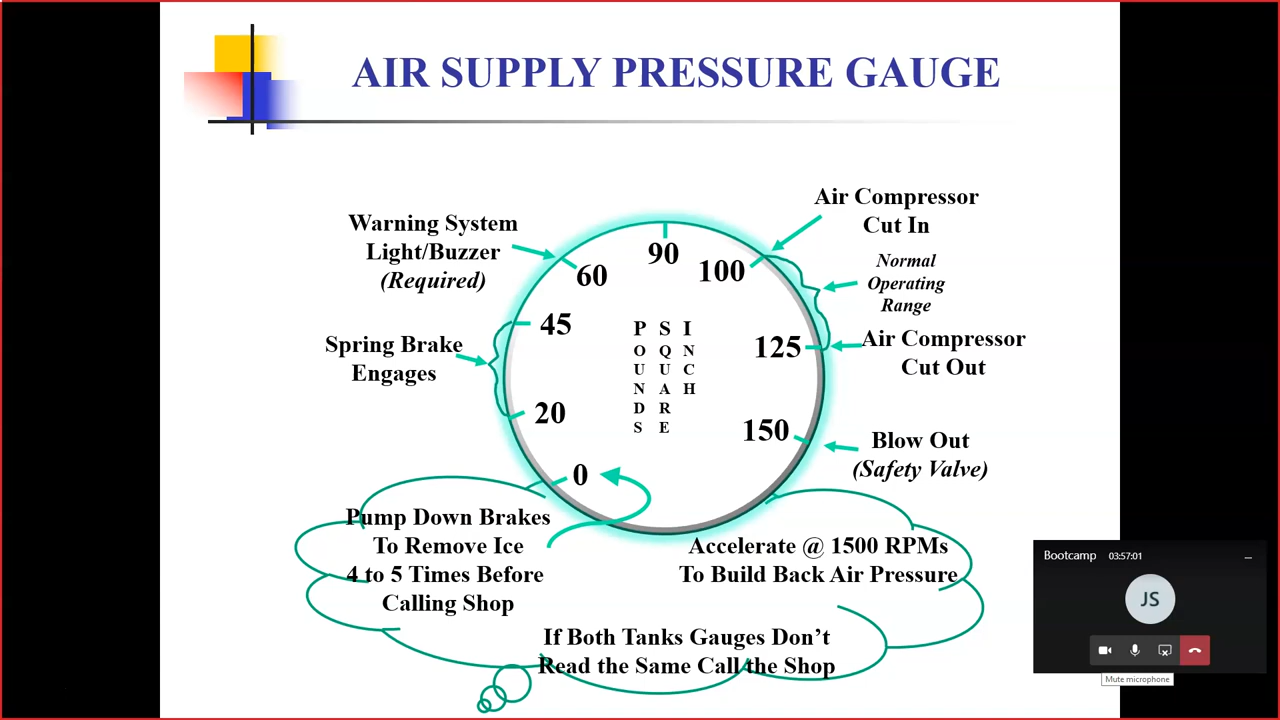 AIR SUPPLY PRESSURE GAUGE
Warning System
Light/Buzzer
(Required)
Air Compressor
Cut In
Normal
Operating
Range
Air Compressor
Cut Out
Spring Brake
Engages
Blow Out
(Safety Valve)
0
20
45
60
90
100
125
150
POUNDS
SQUARE
INCH
Pump Down Brakes
To Remove Ice
4 to 5 Times Before
Calling Shop
Accelerate @ 1500 RPMs
To Build Back Air Pressure
If Both Tanks Gauges Don’t
Read the Same Call the Shop
Bootcamp 03:57:01
JS
Mute microphone